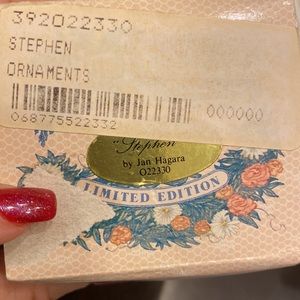 392022330
STEPHEN
ORNAMENTS
000000
068775522332
"Stephen"
by Jan Hagara
O22330
LIMITED EDITION